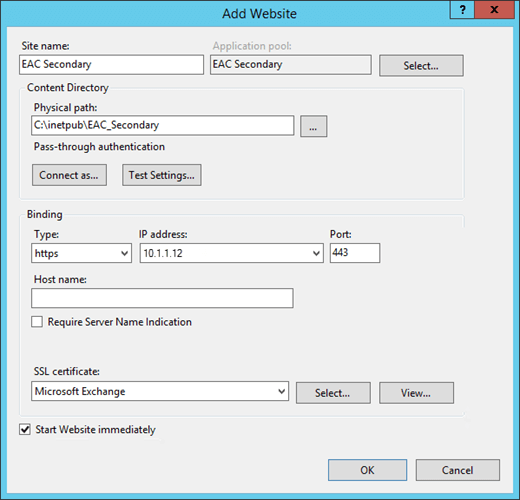 Add Website
? x
Site name: Application pool:
EAC Secondary EAC Secondary Select...
Content Directory
Physical path:
C:\inetpub\EAC_Secondary ...
Pass-through authentication
Connect as... Test Settings...
Binding
Type: IP address: Port:
https 10.1.1.12 443
Host name:
Require Server Name Indication
SSL certificate:
Microsoft Exchange Select... View...
Start Website immediately
OK Cancel